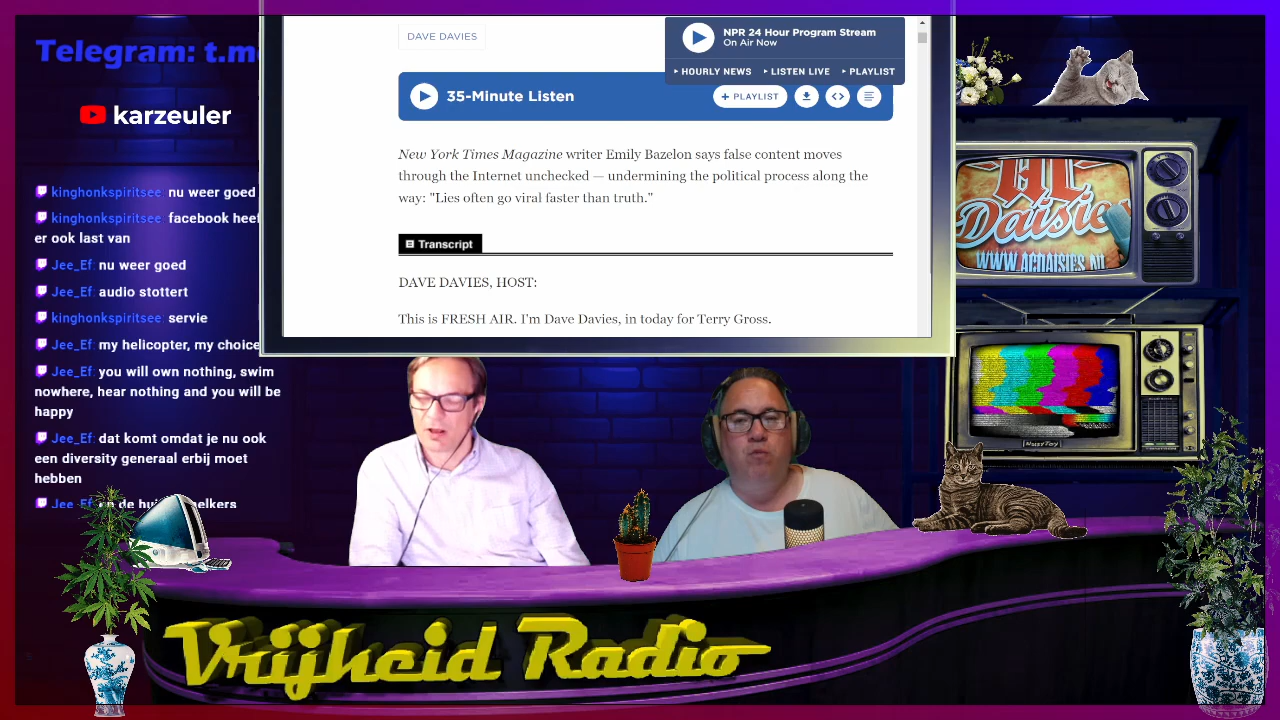 Telegram: t.m
karzeuler
kinghonkspiritsee: nu weer goed
kinghonkspiritsee: facebook heef
er ook last van
Jee_Ef: nu weer goed
Jee_Ef: audio stottert
kinghonkspiritsee: servie
Jee_Ef: my helicopter, my choice
Jee_Ef: you will own nothing, swim
nowhere, hear nothing and you will be
happy
Jee_Ef: dat komt omdat je nu ook
een diversity generaal erbij moet
hebben
Jee_Ef:
DAVE DAVIES
NPR 24 Hour Program Stream
On Air Now
HOURLY NEWS LISTEN LIVE PLAYLIST
35-Minute Listen
+ PLAYLIST
New York Times Magazine writer Emily Bazelon says false content moves
through the Internet unchecked — undermining the political process along the
way: "Lies often go viral faster than truth."
Transcript
DAVE DAVIES, HOST:
This is FRESH AIR. I'm Dave Davies, in today for Terry Gross.
AC
Daisies
WWW.ACDAISIES.NL
Vrijheid Radio